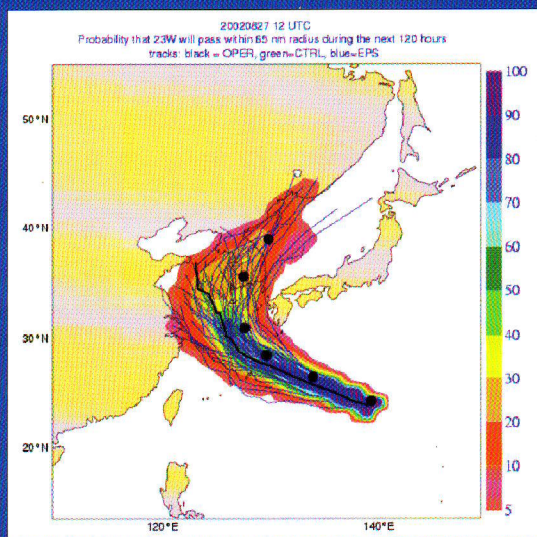 20020827 12 UTC
Probability that 23W will pass within 65 nm radius during the next 120 hours
tracks: black = OPER, green=CTRL, blue=EPS
100
90
80
70
60
50
40
30
20
10
5
50°N
40°N
30°N
20°N
120°E
140°E